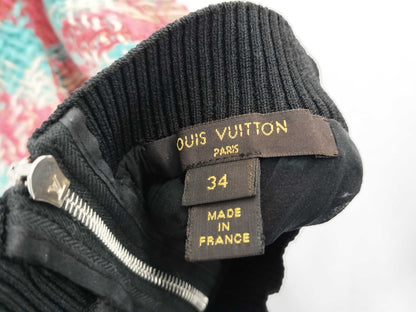 OUIS VUITTON
PARIS
34
MADE
IN
FRANCE